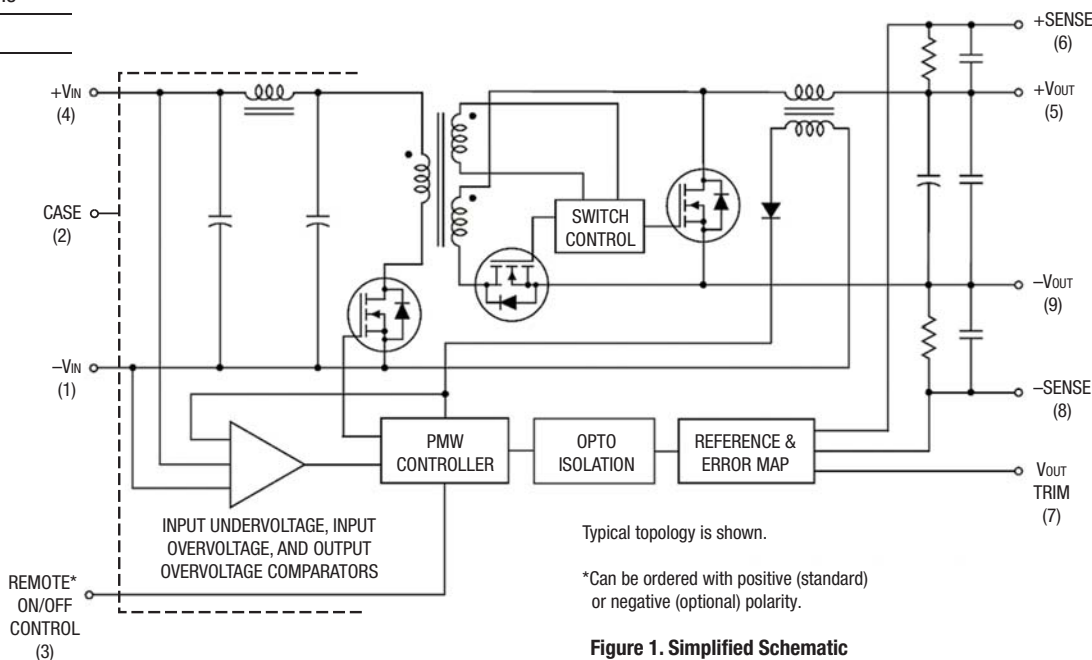 +SENSE
(6)
+VIN
(4)
+VOUT
(5)
CASE
(2)
SWITCH
CONTROL
–VOUT
(9)
–VIN
(1)
–SENSE
(8)
PMW
CONTROLLER
OPTO
ISOLATION
REFERENCE &
ERROR MAP
VOUT
TRIM
(7)
INPUT UNDERVOLTAGE, INPUT
OVERVOLTAGE, AND OUTPUT
OVERVOLTAGE COMPARATORS
REMOTE*
ON/OFF
CONTROL
(3)
Typical topology is shown.
*Can be ordered with positive (standard)
or negative (optional) polarity.
Figure 1. Simplified Schematic